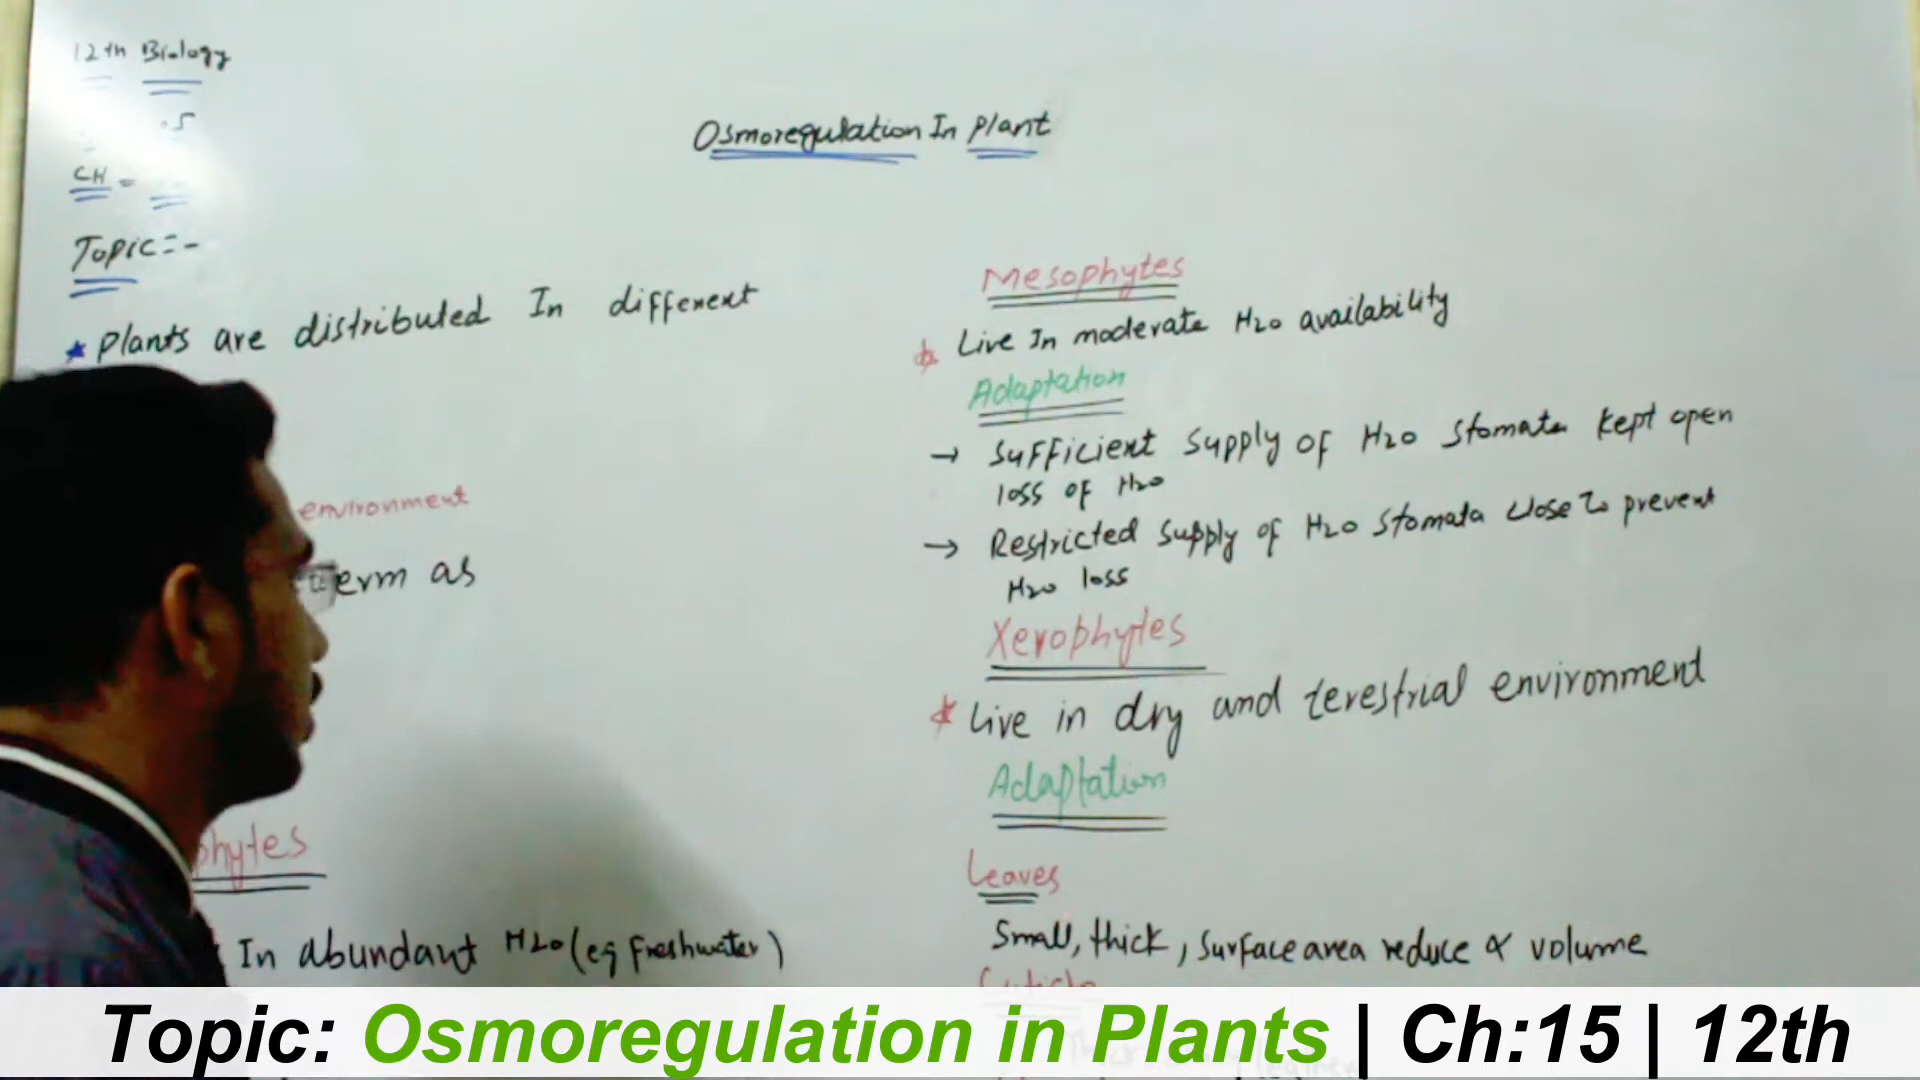 12th Biology
CH =
Topic:-
Osmoregulation In Plant
* Plants are distributed In different
environment
term as
phytes
In abundant H2O (eg freshwater)
Mesophytes
* Live In moderate H2O availability
Adaptation
→ Sufficient Supply of H2O Stomata kept open
loss of H2O
→ Restricted Supply of H2O Stomata close to prevent
H2O loss
Xerophytes
* Live in dry and terestrial environment
Adaptation
Leaves
Small, thick, Surface area reduce & volume
Cuticle
Topic: Osmoregulation in Plants | Ch:15 | 12th